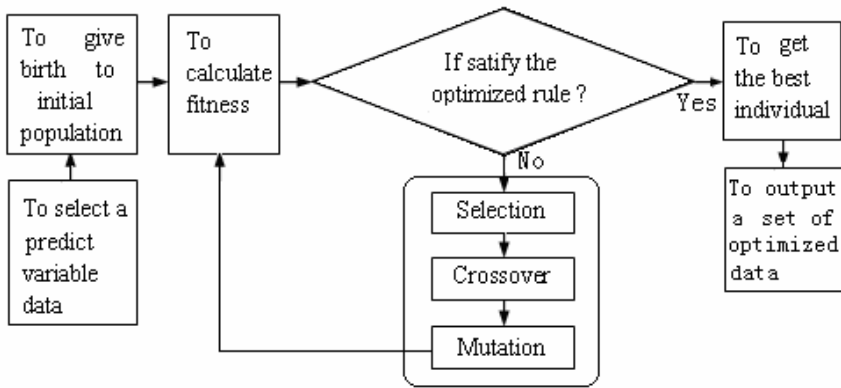 To give
birth to
initial
population
To select a
predict
variable
data
To
calculate
fitness
If satify the
optimized rule ?
Yes
No
Selection
Crossover
Mutation
To get
the best
individual
To output
a set of
optimized
data